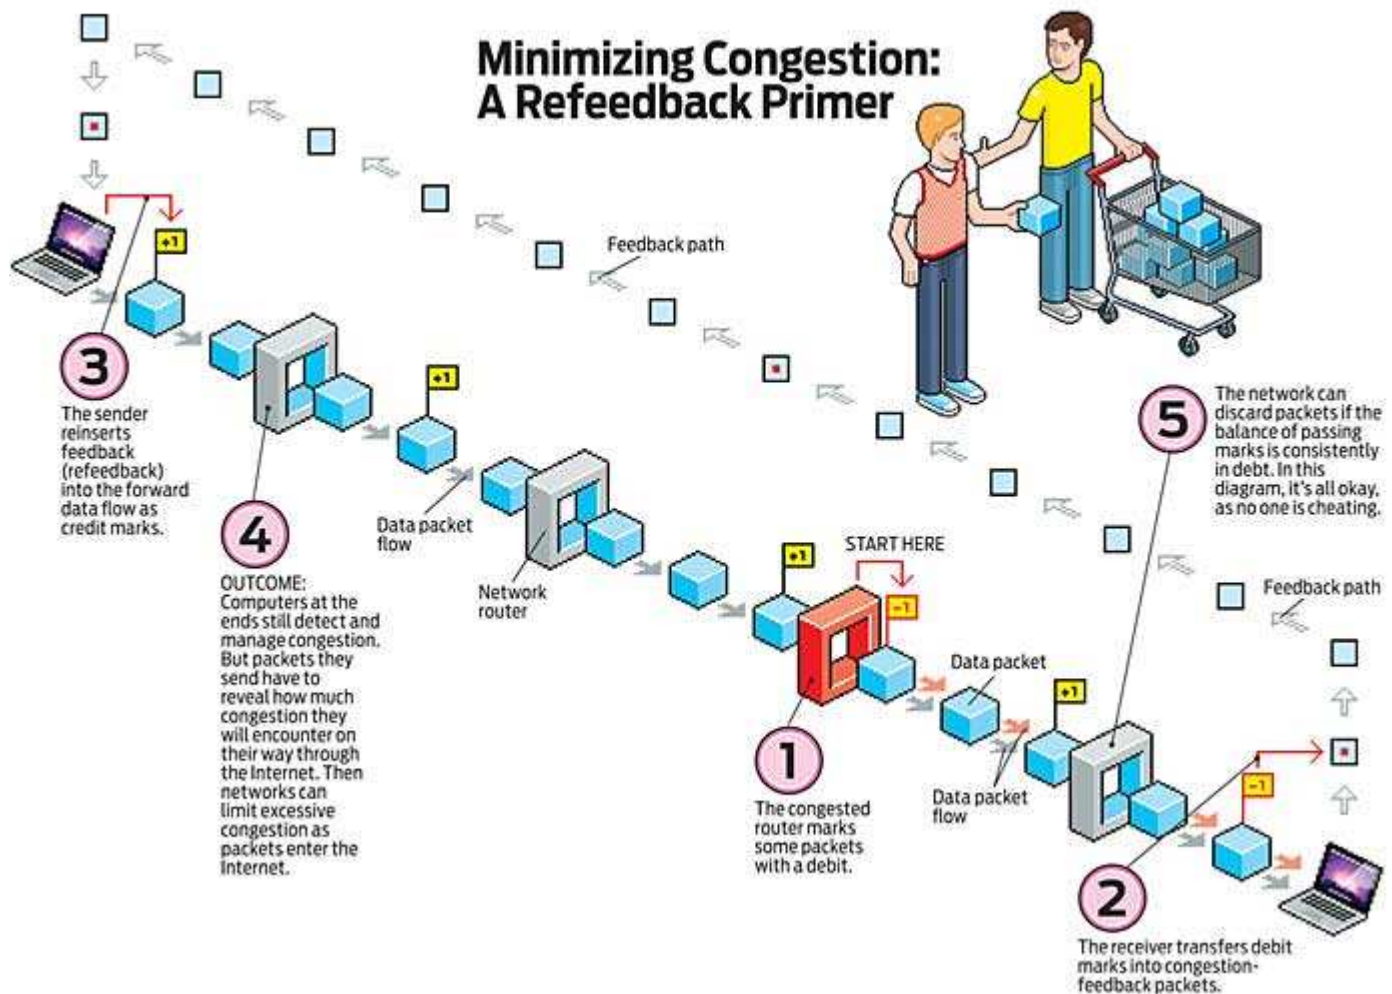 Minimizing Congestion:
A Refeedback Primer
+1
Feedback path
3
The sender
reinserts
feedback
(refeedback)
into the forward
data flow as
credit marks.
+1
4
OUTCOME:
Computers at the
ends still detect and
manage congestion.
But packets they
send have to
reveal how much
congestion they
will encounter on
their way through
the Internet. Then
networks can
limit excessive
congestion as
packets enter the
Internet.
Data packet
flow
Network
router
5
The network can
discard packets if the
balance of passing
marks is consistently
in debt. In this
diagram, it's all okay,
as no one is cheating.
+1
START HERE
-1
1
The congested
router marks
some packets
with a debit.
Data packet
+1
Data packet
flow
Feedback path
-1
2
The receiver transfers debit
marks into congestion-
feedback packets.